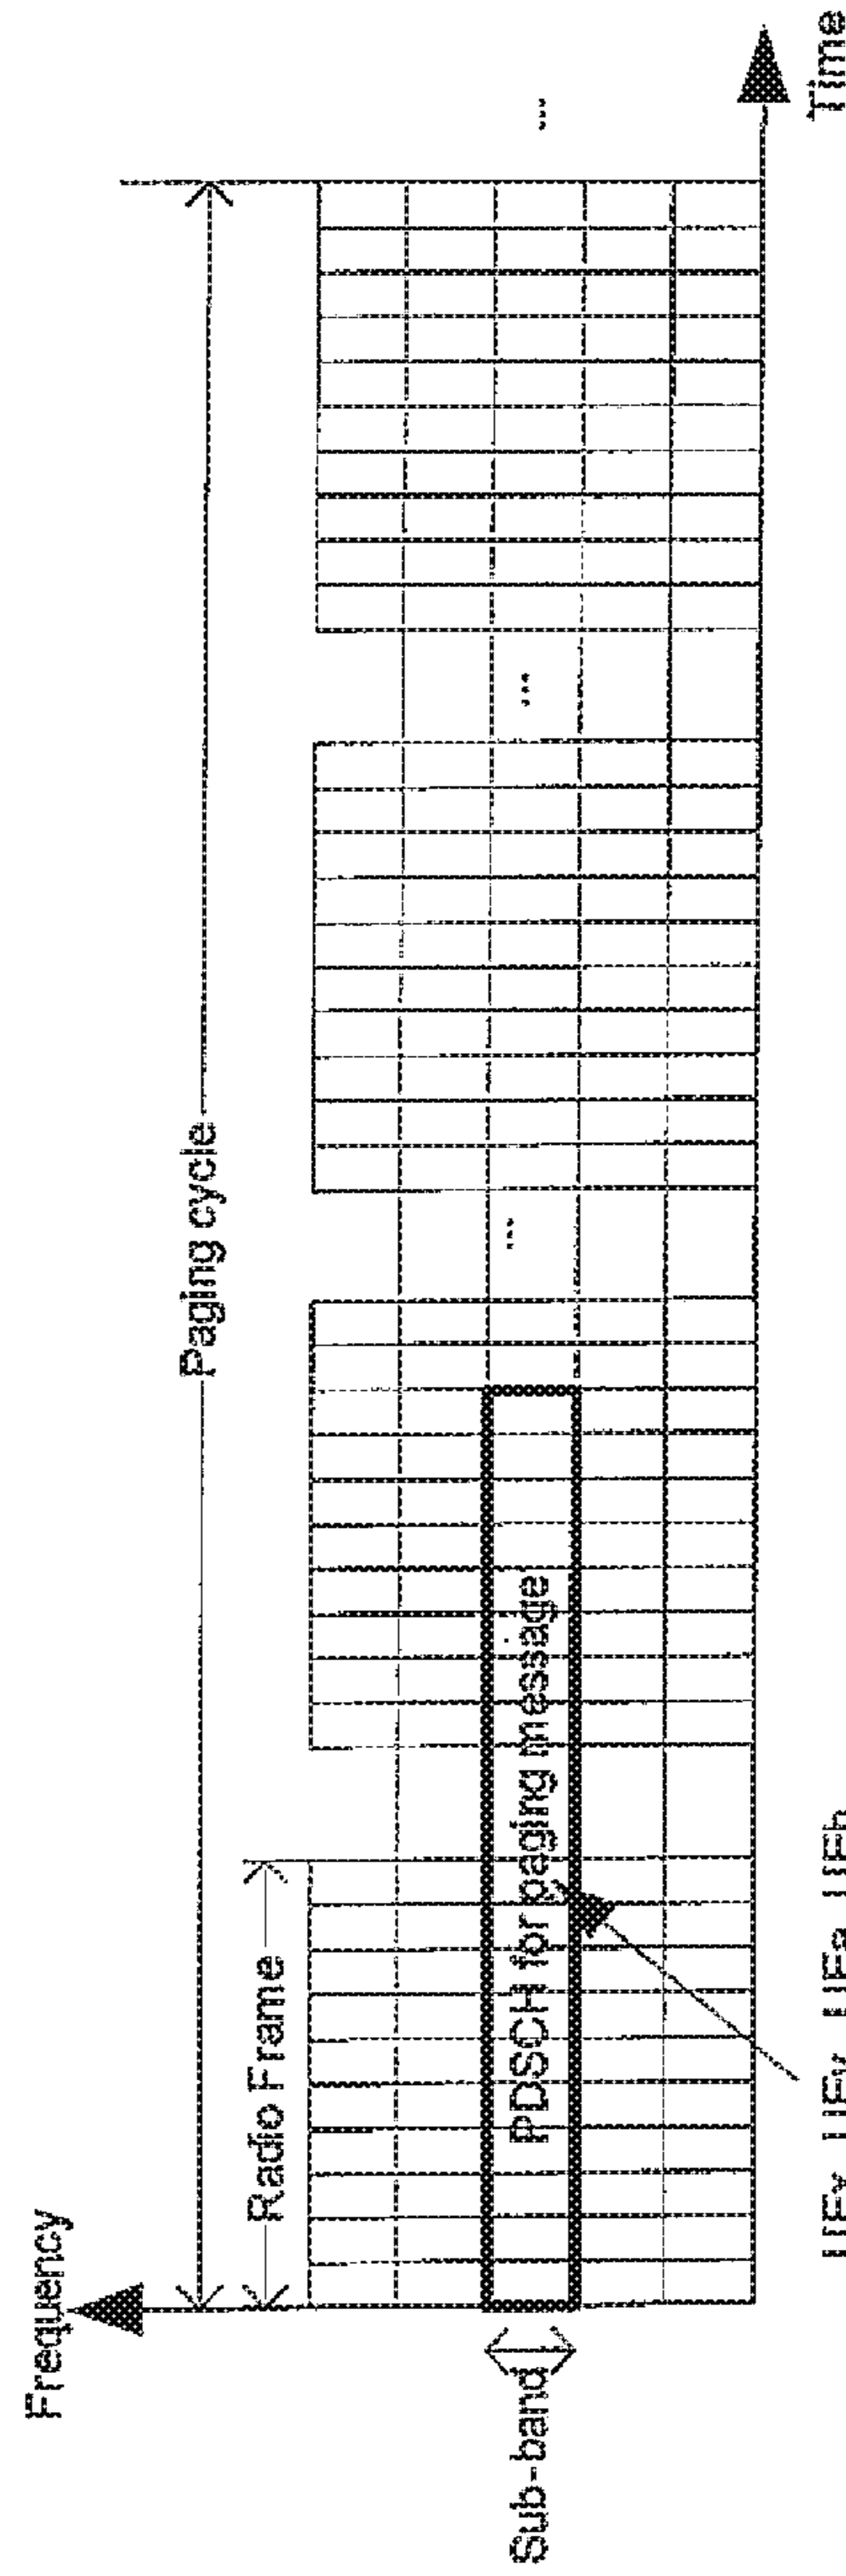 Frequency
Paging cycle
Radio Frame
...
...
...
Sub-band
PDSCH for paging message
Time